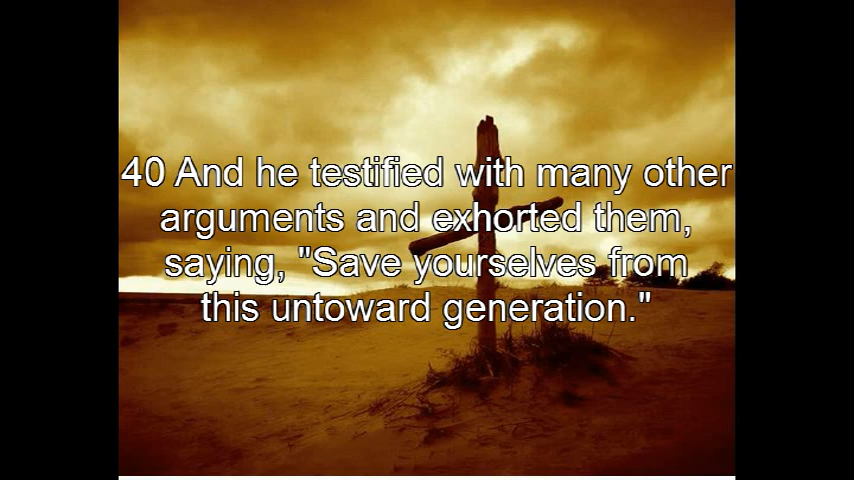 40 And he testified with many other
arguments and exhorted them,
saying, "Save yourselves from
this untoward generation."